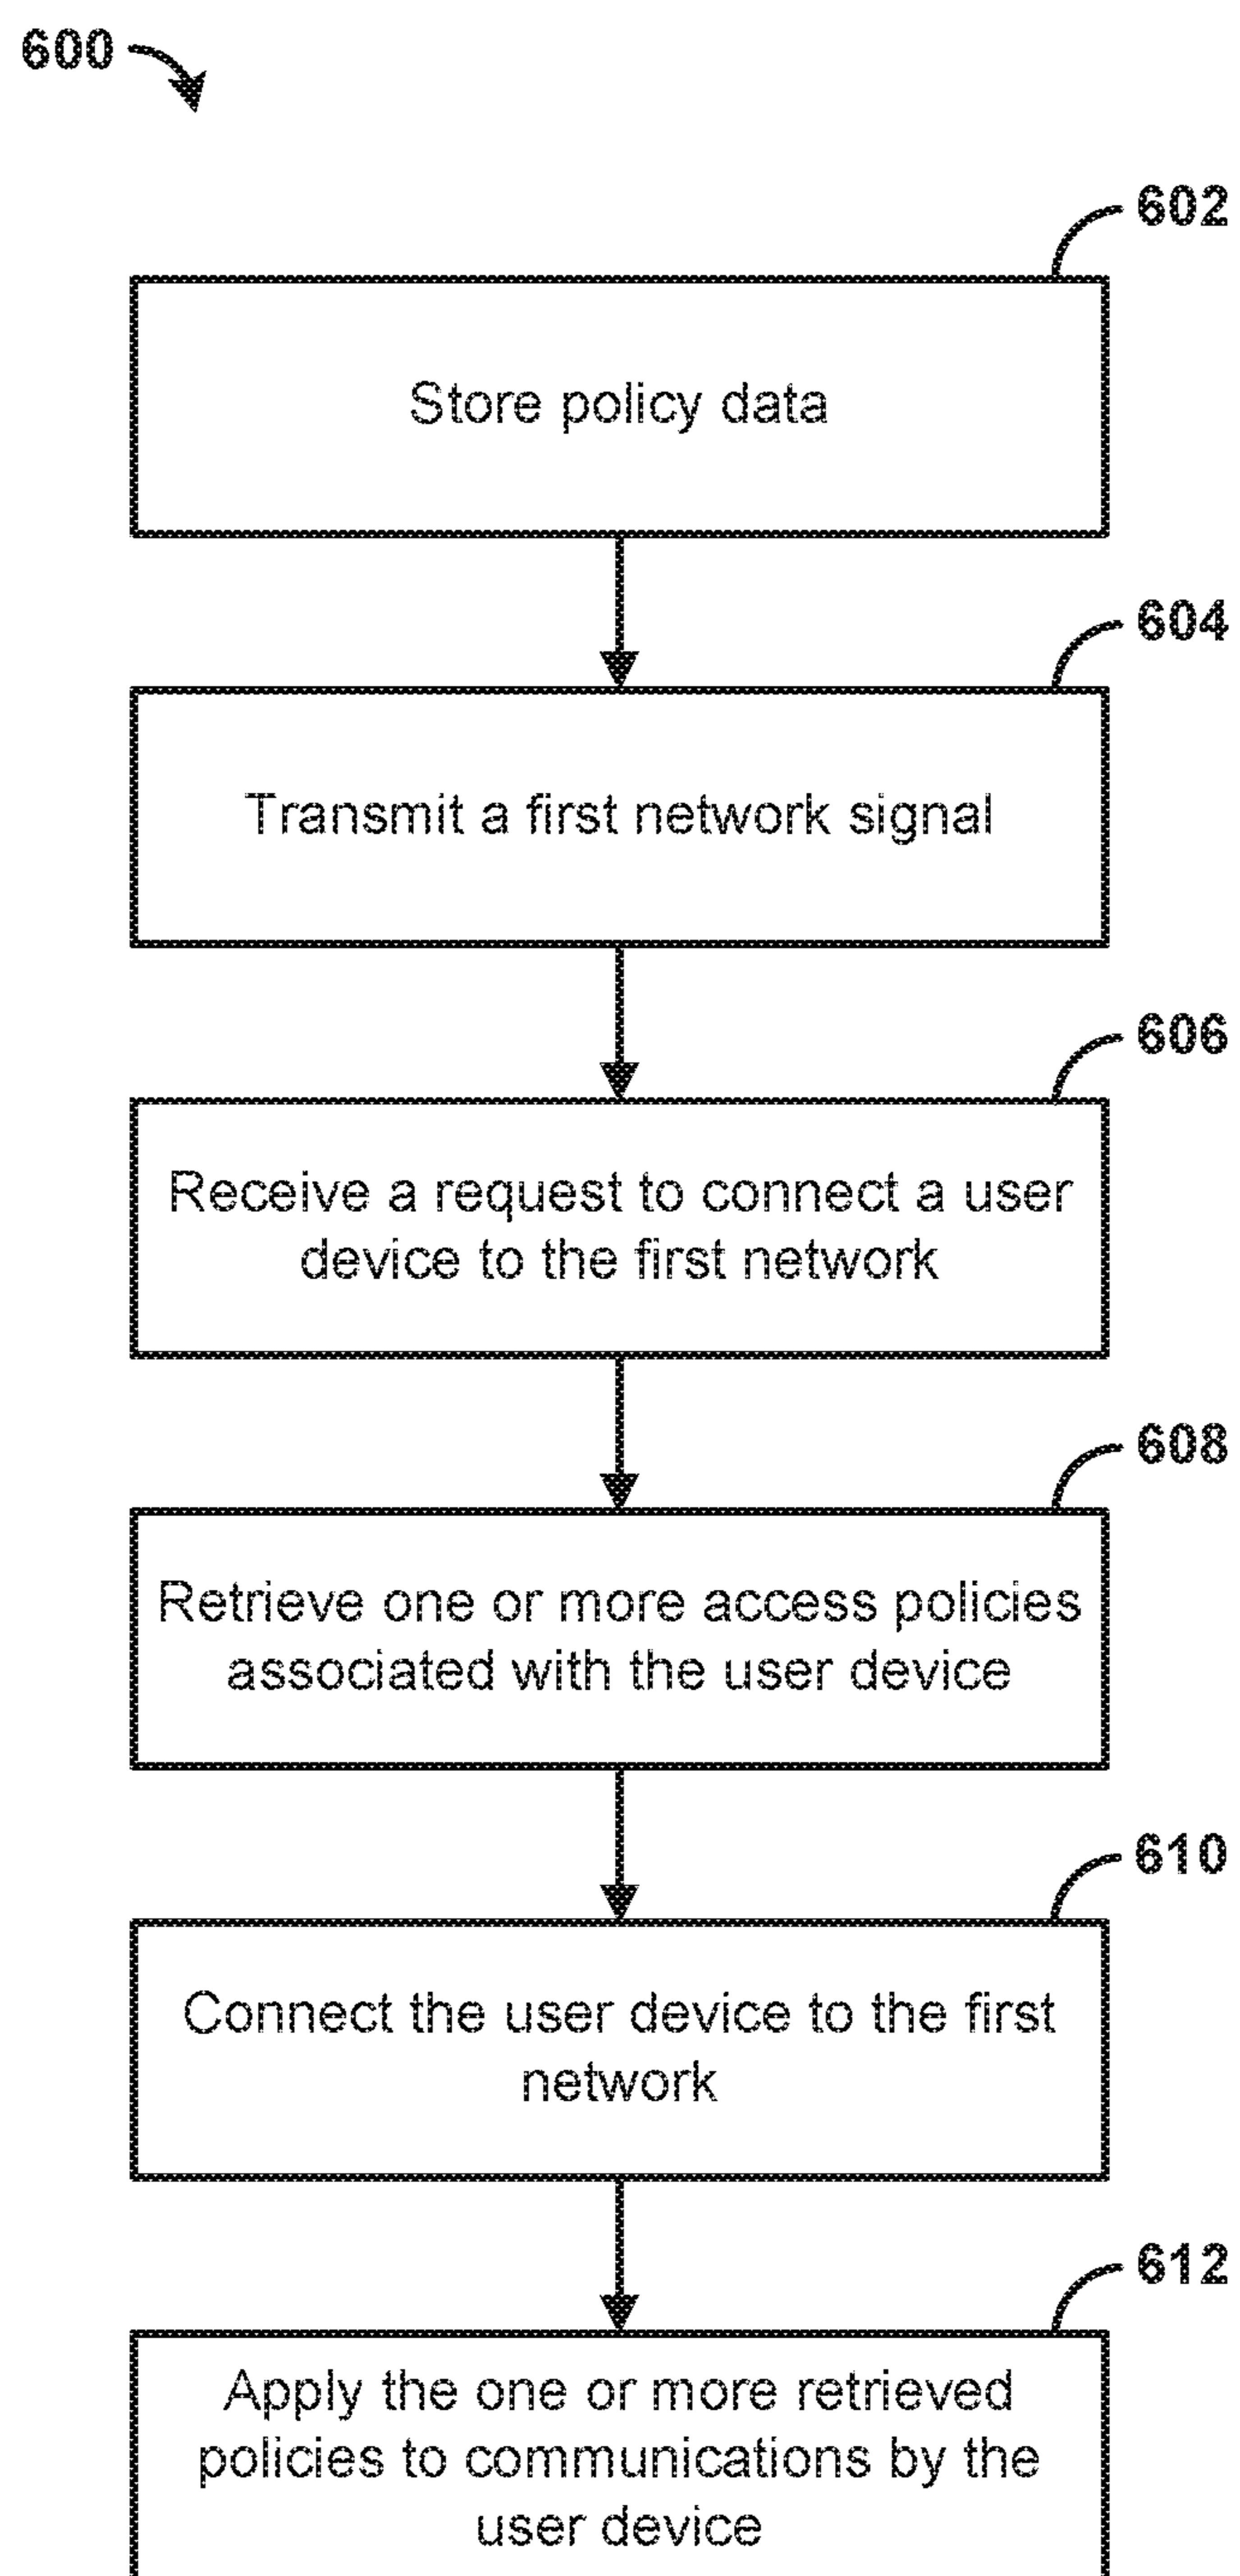 600
602
Store policy data
604
Transmit a first network signal
606
Receive a request to connect a user
device to the first network
608
Retrieve one or more access policies
associated with the user device
610
Connect the user device to the first
network
612
Apply the one or more retrieved
policies to communications by the
user device